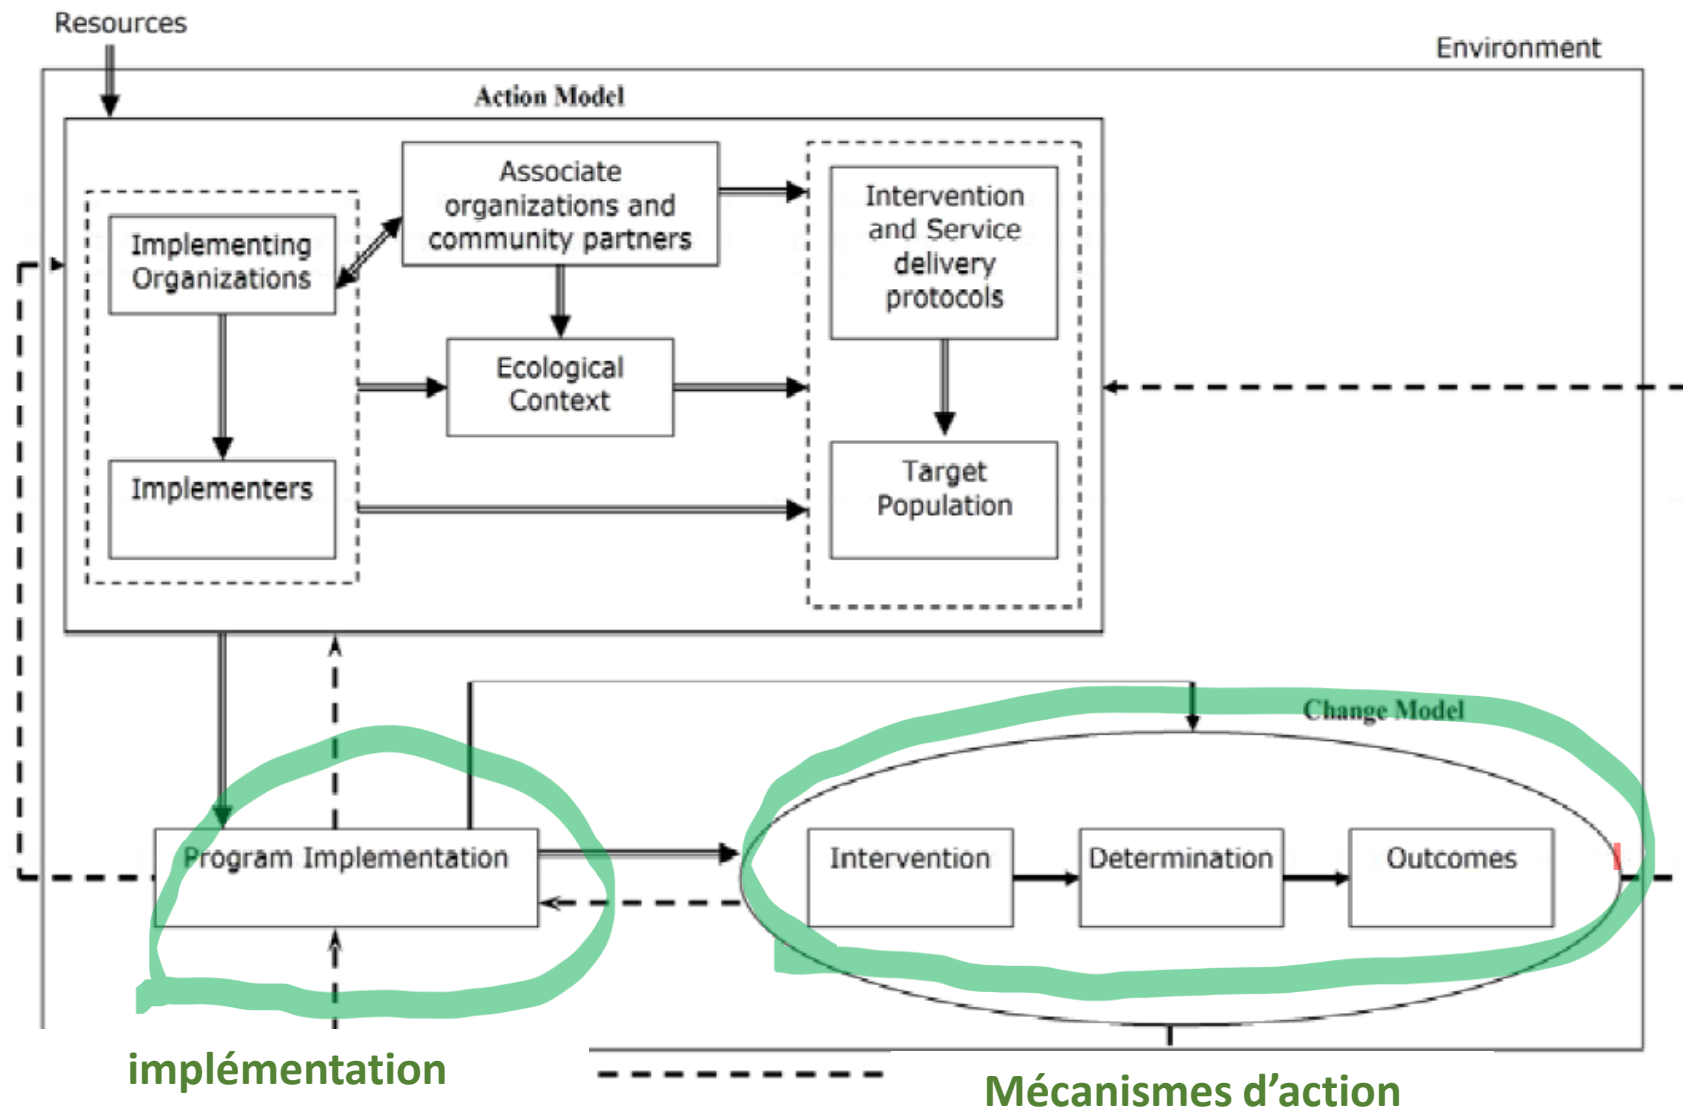 Resources
Environment
Action Model
Associate
organizations and
community partners
Intervention
and Service
delivery
protocols
Implementing
Organizations
Ecological
Context
Implementers
Target
Population
Change Model
Program Implementation
Intervention
Determination
Outcomes
implémentation
Mécanismes d’action